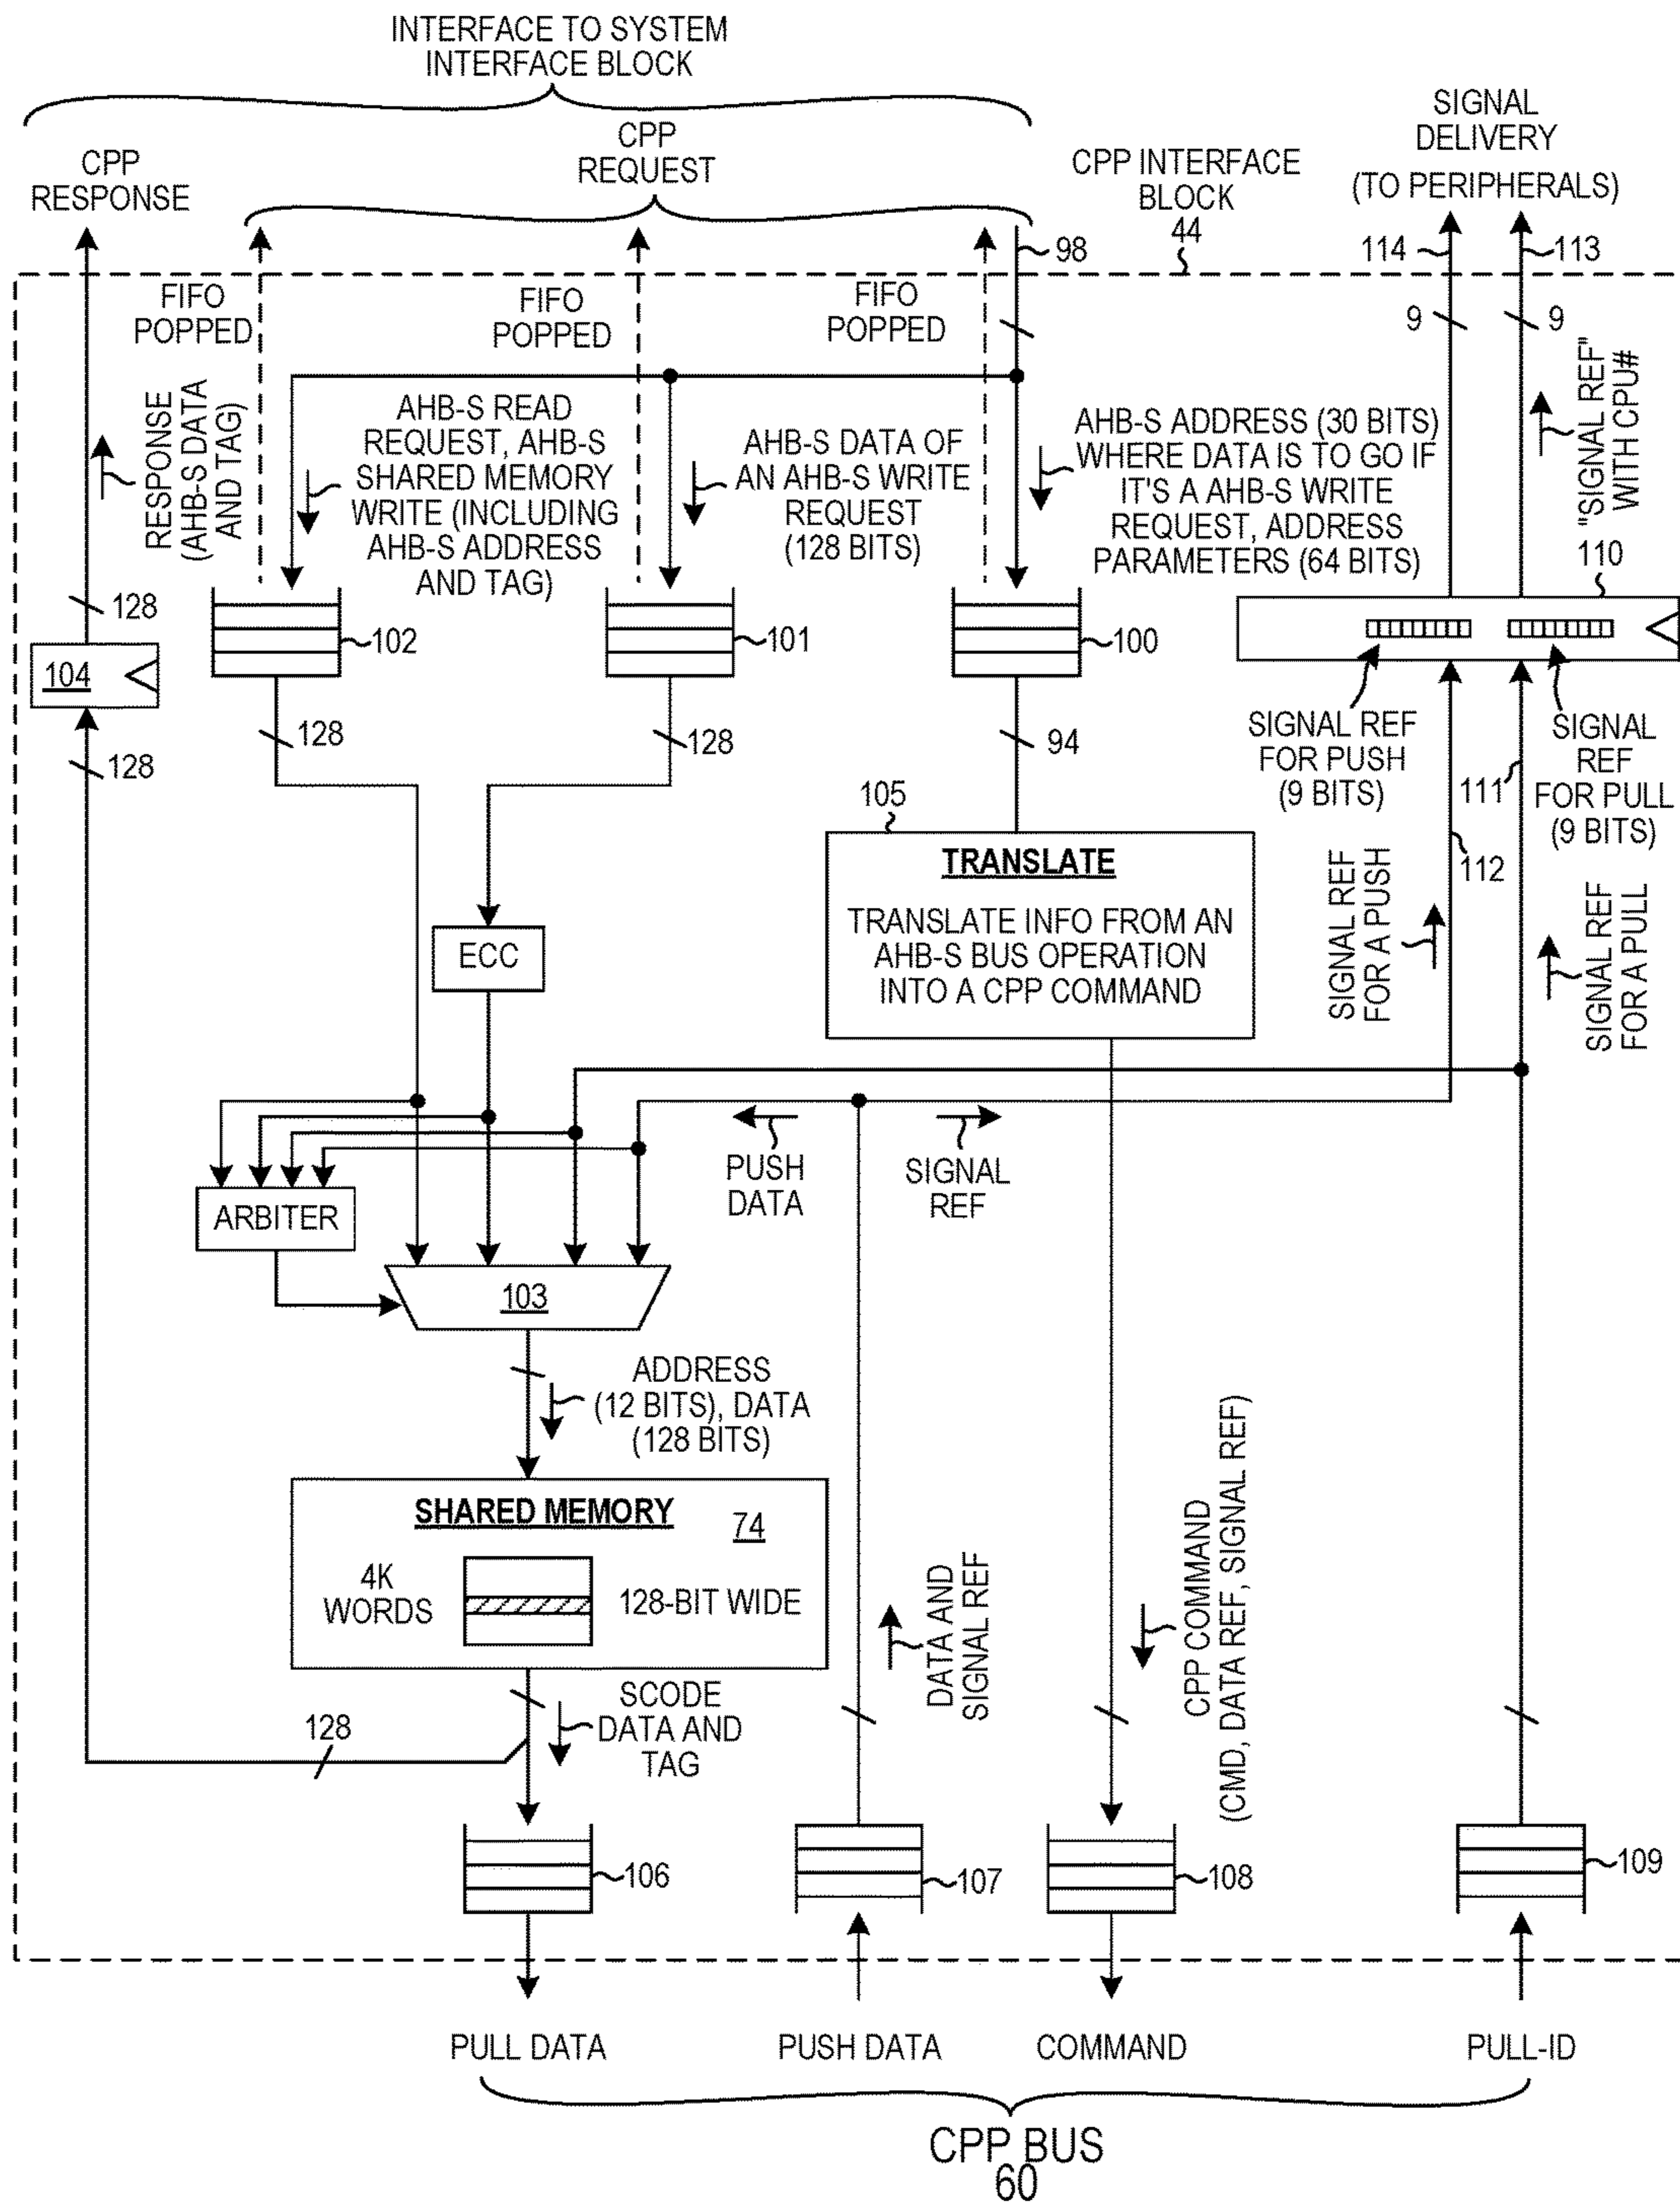 INTERFACE TO SYSTEM
INTERFACE BLOCK
CPP
RESPONSE
CPP
REQUEST
CPP INTERFACE
BLOCK
44
SIGNAL
DELIVERY
(TO PERIPHERALS)
98
114
113
FIFO
POPPED
FIFO
POPPED
FIFO
POPPED
9
9
RESPONSE
(AHB-S DATA
AND TAG)
AHB-S READ
REQUEST, AHB-S
SHARED MEMORY
WRITE (INCLUDING
AHB-S ADDRESS
AND TAG)
AHB-S DATA OF
AN AHB-S WRITE
REQUEST
(128 BITS)
AHB-S ADDRESS (30 BITS)
WHERE DATA IS TO GO IF
IT'S A AHB-S WRITE
REQUEST, ADDRESS
PARAMETERS (64 BITS)
"SIGNAL REF"
WITH CPU#
110
128
102
101
100
104
128
128
128
94
SIGNAL REF
FOR PUSH
(9 BITS)
SIGNAL
REF
FOR PULL
(9 BITS)
111
112
105
TRANSLATE
TRANSLATE INFO FROM AN
AHB-S BUS OPERATION
INTO A CPP COMMAND
SIGNAL REF
FOR A PUSH
SIGNAL REF
FOR A PULL
ECC
PUSH
DATA
SIGNAL
REF
ARBITER
103
ADDRESS
(12 BITS), DATA
(128 BITS)
SHARED MEMORY
74
4K
WORDS
128-BIT WIDE
SCODE
DATA AND
TAG
128
DATA AND
SIGNAL REF
CPP COMMAND
(CMD, DATA REF, SIGNAL REF)
106
107
108
109
PULL DATA
PUSH DATA
COMMAND
PULL-ID
CPP BUS
60